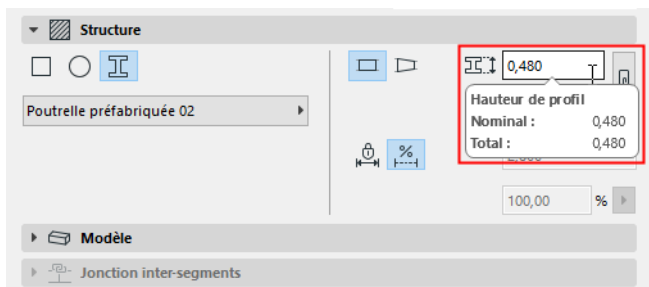 Structure
0,480
Poutrelle préfabriquée 02
Hauteur de profil
Nominal : 0,480
Total : 0,480
%
100,00 %
Modèle
Jonction inter-segments